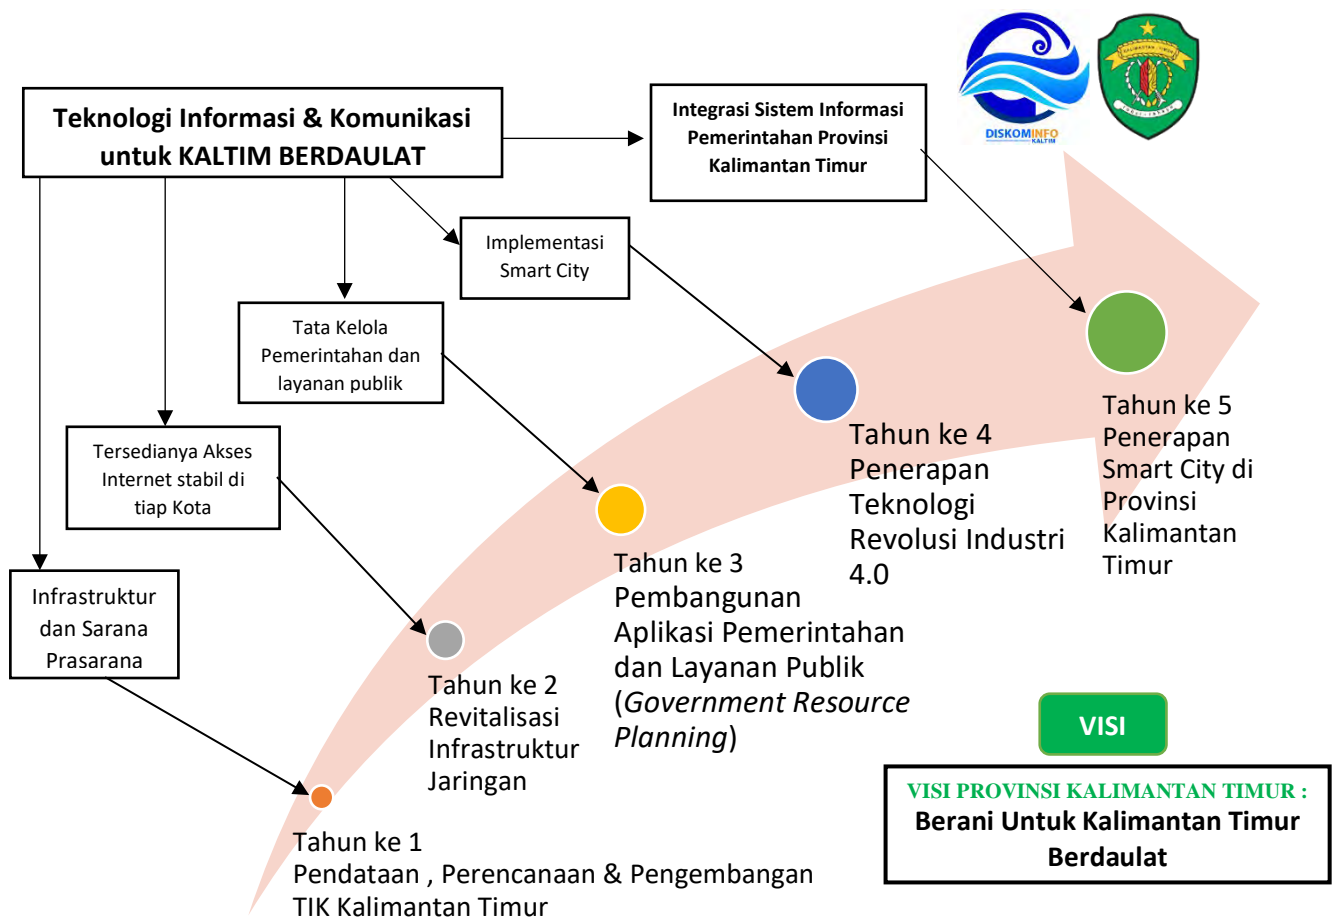 DISKOMINFO
KALTIM
KALIMANTAN - TIMUR
Teknologi Informasi & Komunikasi
untuk KALTIM BERDAULAT
Integrasi Sistem Informasi
Pemerintahan Provinsi
Kalimantan Timur
Implementasi
Smart City
Tata Kelola
Pemerintahan dan
layanan publik
Tersedianya Akses
Internet stabil di
tiap Kota
Infrastruktur
dan Sarana
Prasarana
Tahun ke 1
Pendataan , Perencanaan & Pengembangan
TIK Kalimantan Timur
Tahun ke 2
Revitalisasi
Infrastruktur
Jaringan
Tahun ke 3
Pembangunan
Aplikasi Pemerintahan
dan Layanan Publik
(Government Resource
Planning)
Tahun ke 4
Penerapan
Teknologi
Revolusi Industri
4.0
Tahun ke 5
Penerapan
Smart City di
Provinsi
Kalimantan
Timur
VISI
VISI PROVINSI KALIMANTAN TIMUR :
Berani Untuk Kalimantan Timur
Berdaulat